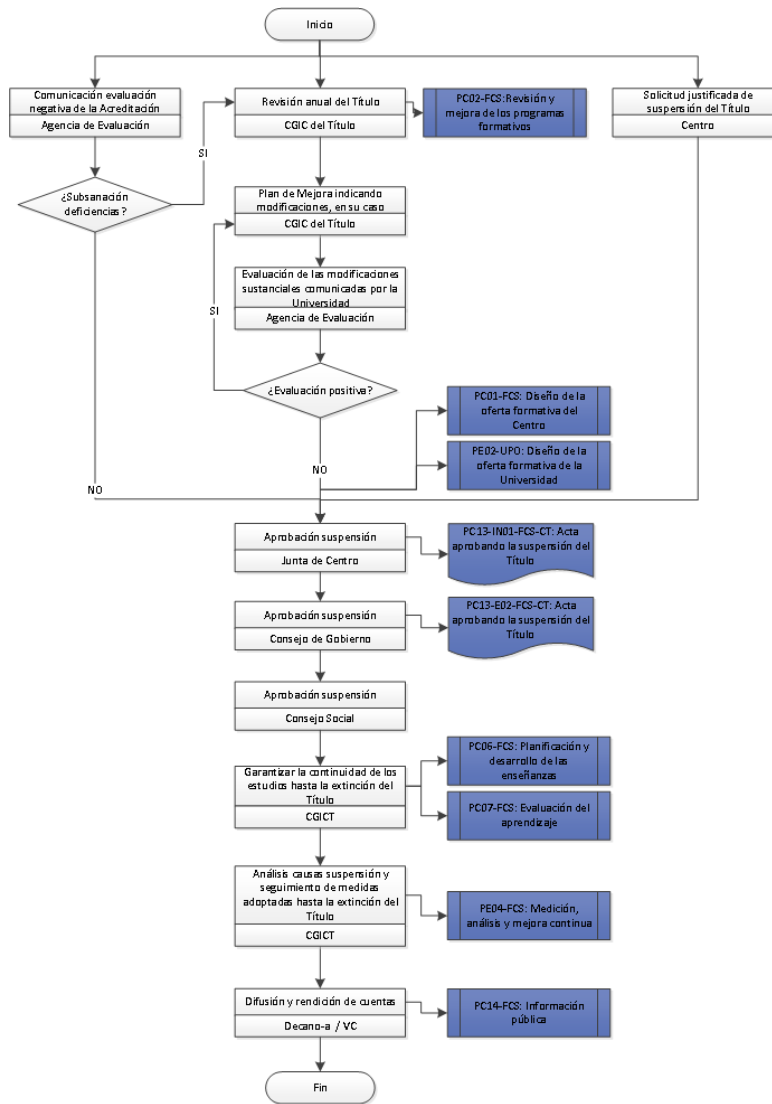 Inicio
Comunicación evaluación
negativa de la Acreditación
Agencia de Evaluación
Revisión anual del Título
CGIC del Título
PC02-FCS:Revisión y
mejora de los programas
formativos
Solicitud justificada de
suspensión del Título
Centro
SI
¿Subsanación
deficiencias?
Plan de Mejora indicando
modificaciones, en su caso
CGIC del Título
Evaluación de las modificaciones
sustanciales comunicadas por la
Universidad
Agencia de Evaluación
SI
¿Evaluación positiva?
PC01-FCS: Diseño de la
oferta formativa del
Centro
PE02-UPO: Diseño de la
oferta formativa de la
Universidad
NO
NO
Aprobación suspensión
Junta de Centro
PC13-IN01-FCS-CT: Acta
aprobando la suspensión del
Título
Aprobación suspensión
Consejo de Gobierno
PC13-E02-FCS-CT: Acta
aprobando la suspensión del
Título
Aprobación suspensión
Consejo Social
Garantizar la continuidad de los
estudios hasta la extinción del
Título
CGICT
PC06-FCS: Planificación y
desarrollo de las
enseñanzas
PC07-FCS: Evaluación del
aprendizaje
Análisis causas suspensión y
seguimiento de medidas
adoptadas hasta la extinción del
Título
CGICT
PE04-FCS: Medición,
análisis y mejora continua
Difusión y rendición de cuentas
Decano-a / VC
PC14-FCS: Información
pública
Fin